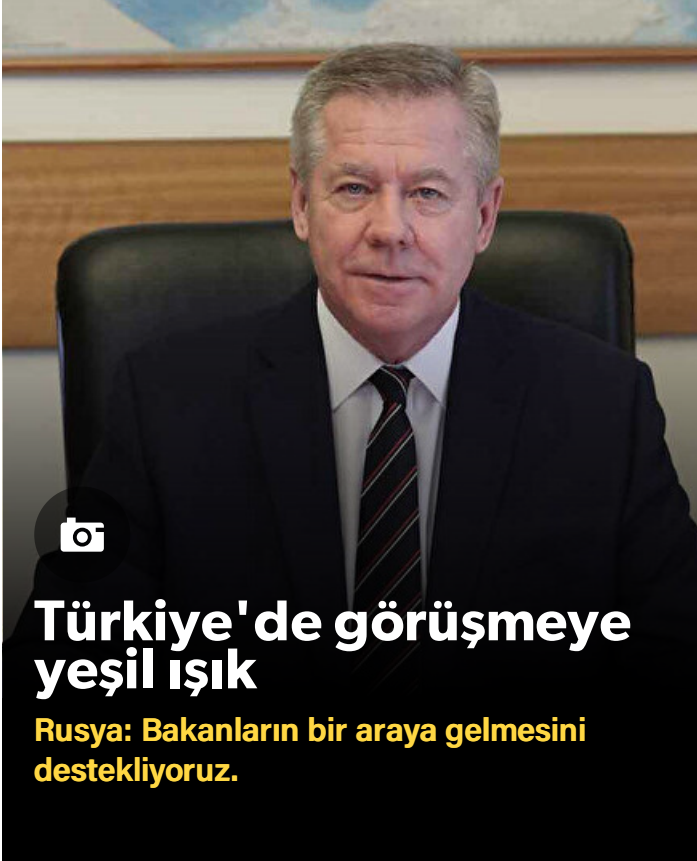 Türkiye'de görüşmeye
yeşil ışık
Rusya: Bakanların bir araya gelmesini
destekliyoruz.